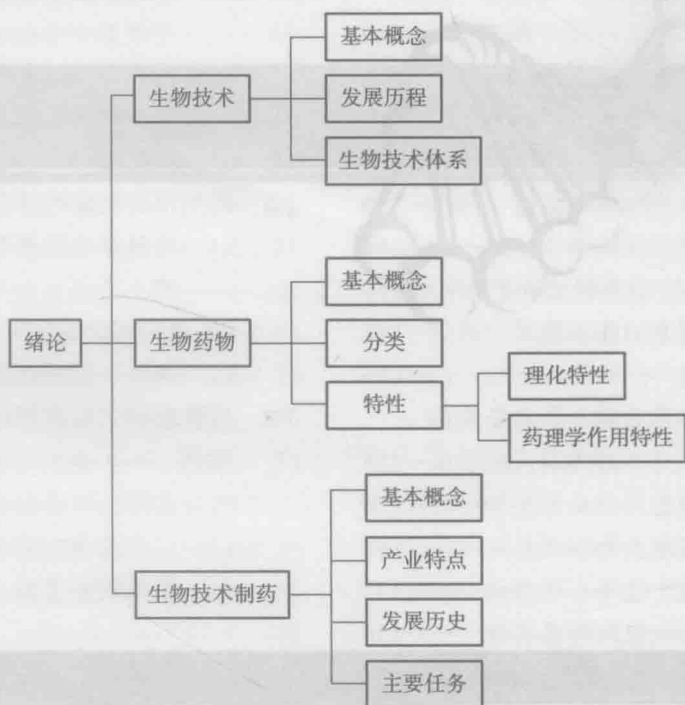 绪论
生物技术
基本概念
发展历程
生物技术体系
生物药物
基本概念
分类
特性
理化特性
药理学作用特性
生物技术制药
基本概念
产业特点
发展历史
主要任务